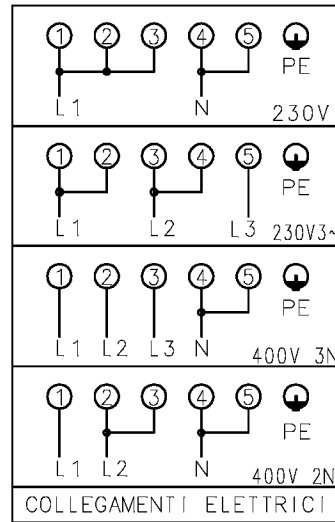 1 2 3 4 5
PE
L1 N
230V
1 2 3 4 5
PE
L1 L2 L3 230V3~
1 2 3 4 5
PE
L1 L2 L3 N
400V 3N
1 2 3 4 5
PE
L1 L2 N
400V 2N
COLLEGAMENTI ELETTRICI